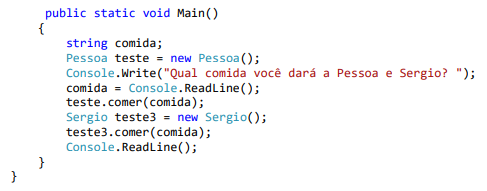 public static void Main()
{
string comida;
Pessoa teste = new Pessoa();
Console.Write("Qual comida você dará a Pessoa e Sergio? ");
comida = Console.ReadLine();
teste.comer(comida);
Sergio teste3 = new Sergio();
teste3.comer(comida);
Console.ReadLine();
}
}